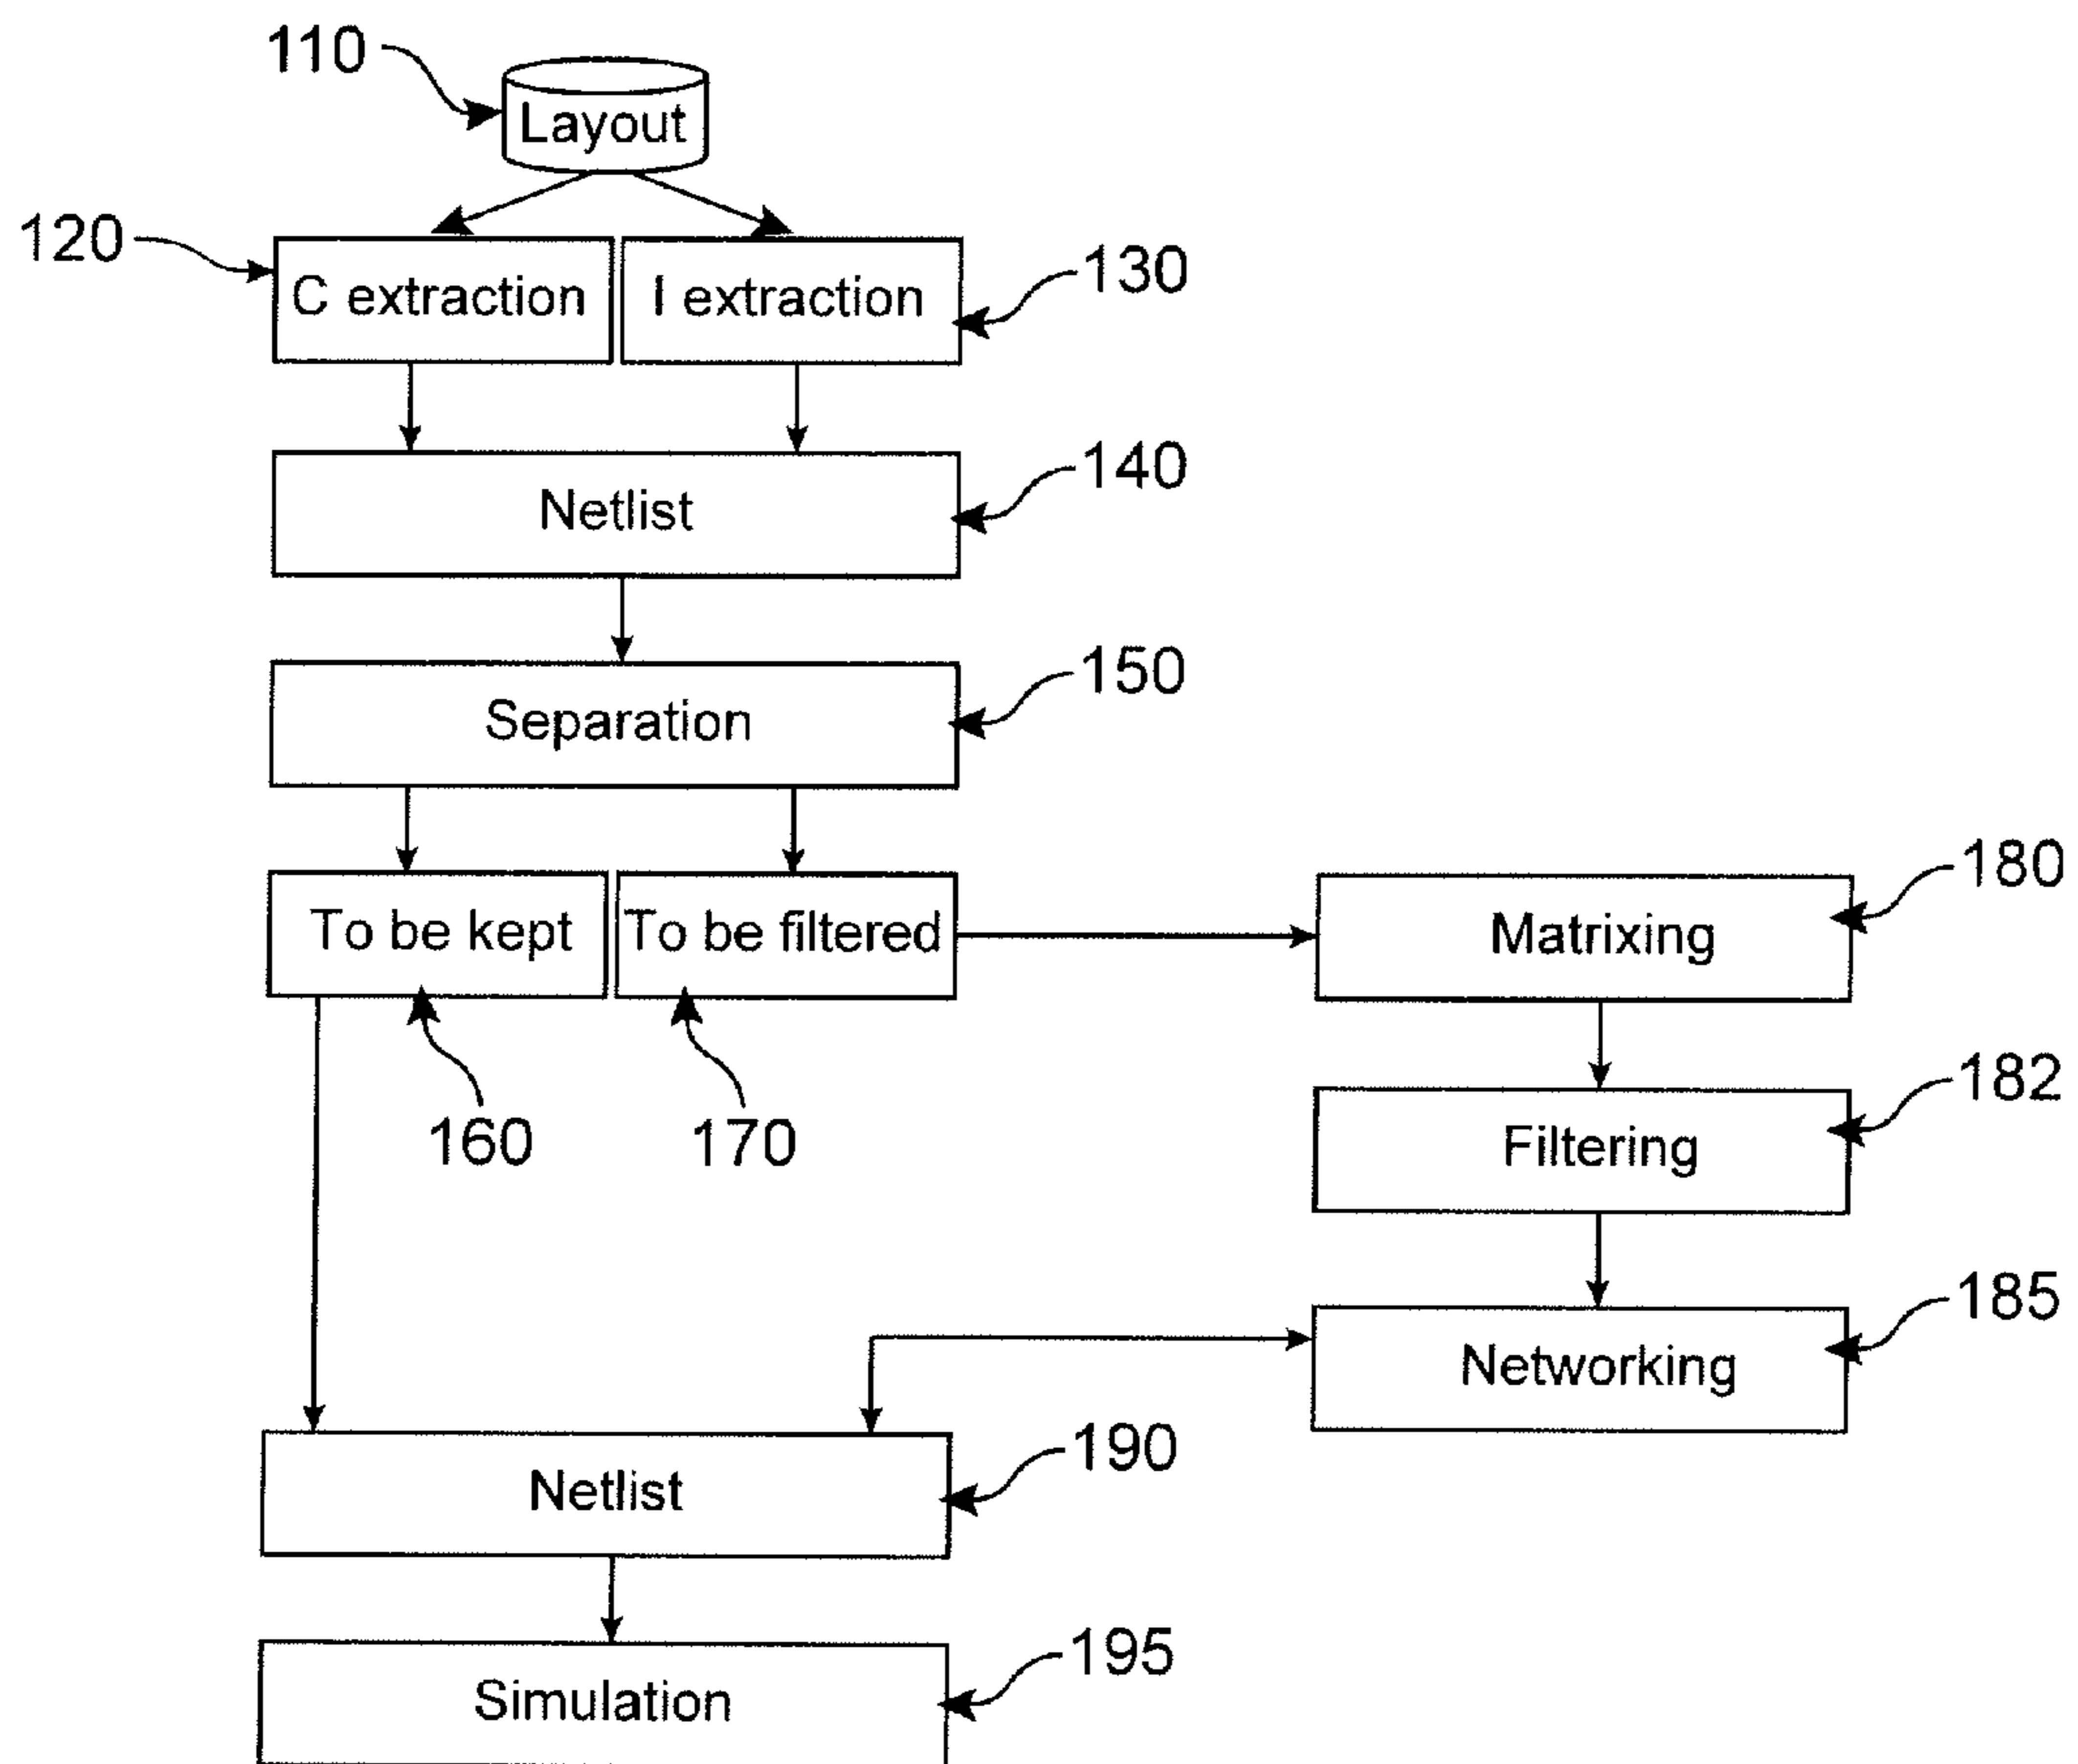 110
Layout
120
C extraction
I extraction
130
Netlist
140
Separation
150
To be kept
To be filtered
Matrixing
180
160
170
Filtering
182
Networking
185
Netlist
190
Simulation
195